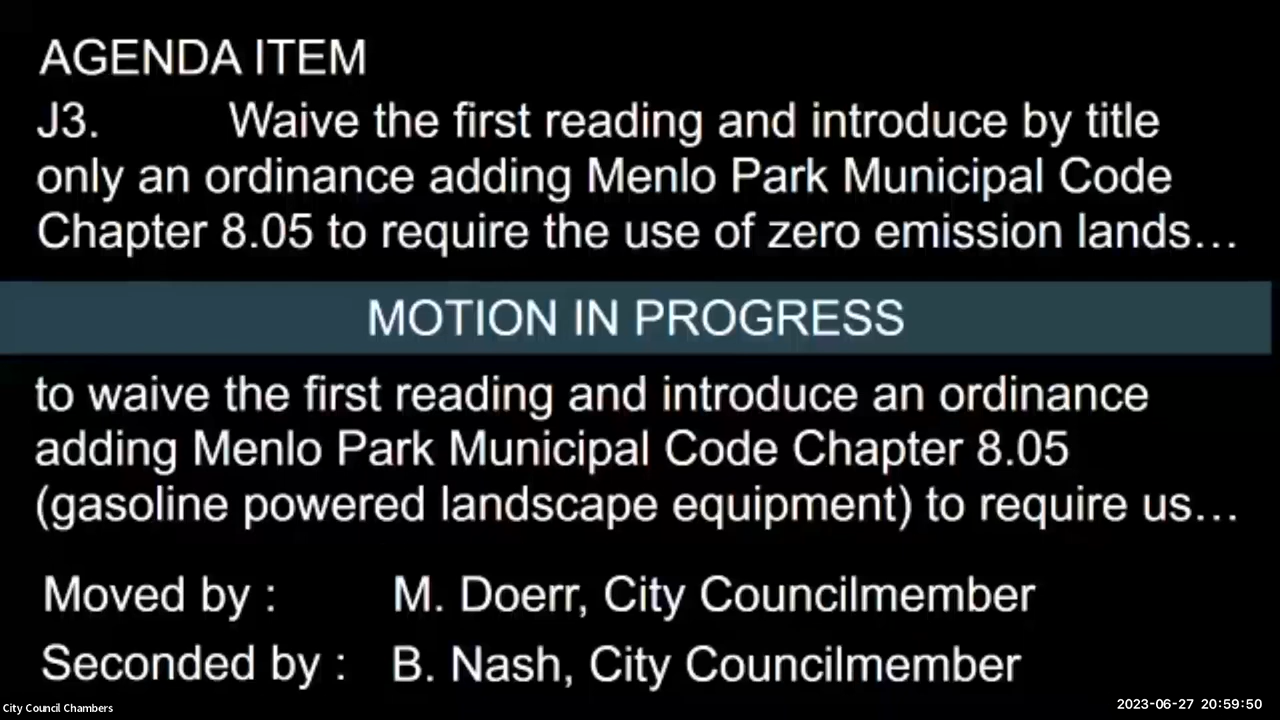 AGENDA ITEM
J3. Waive the first reading and introduce by title
only an ordinance adding Menlo Park Municipal Code
Chapter 8.05 to require the use of zero emission lands…
MOTION IN PROGRESS
to waive the first reading and introduce an ordinance
adding Menlo Park Municipal Code Chapter 8.05
(gasoline powered landscape equipment) to require us…
Moved by : M. Doerr, City Councilmember
Seconded by : B. Nash, City Councilmember
City Council Chambers
2023-06-27 20:59:50